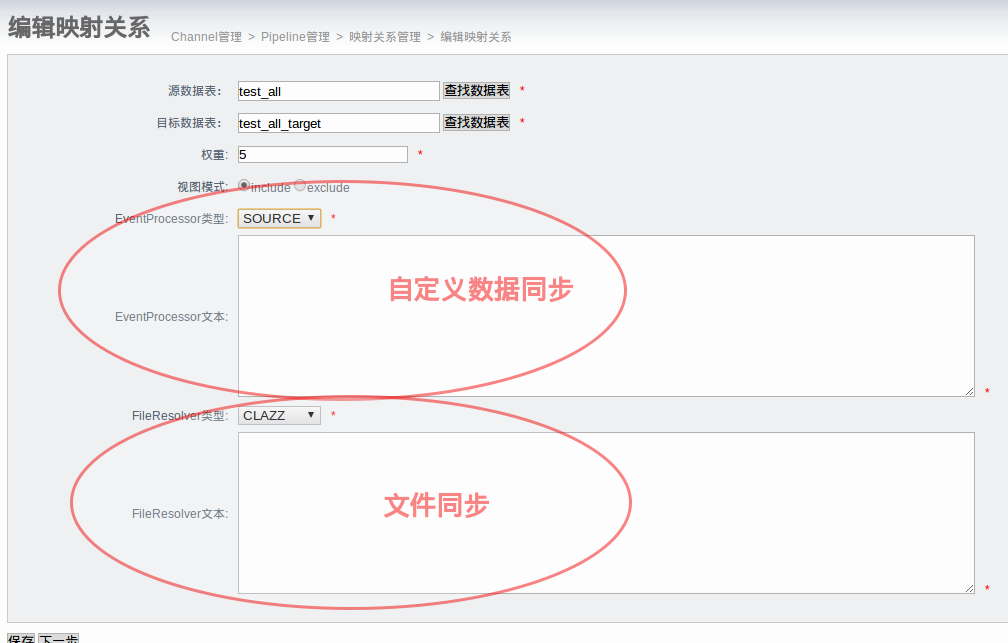 编辑映射关系 Channel管理 > Pipeline管理 > 映射关系管理 > 编辑映射关系
源数据表: test_all 查找数据表 *
目标数据表: test_all_target 查找数据表 *
权重: 5 *
视图模式: include exclude
EventProcessor类型: SOURCE *
自定义数据同步
EventProcessor文本: *
FileResolver类型: CLAZZ *
文件同步
FileResolver文本: *
保存 下一步